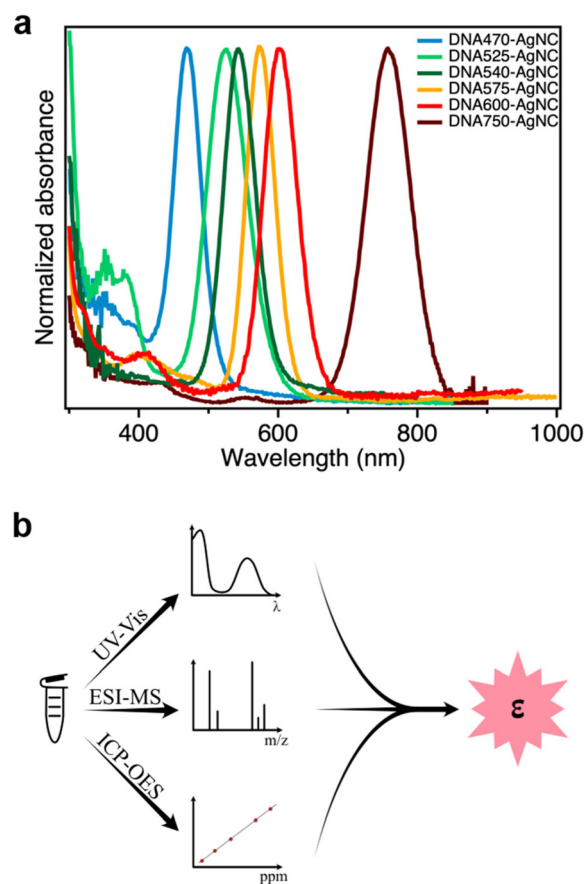 a
DNA470-AgNC
DNA525-AgNC
DNA540-AgNC
DNA575-AgNC
DNA600-AgNC
DNA750-AgNC
Normalized absorbance
400
600
800
1000
Wavelength (nm)
b
UV-Vis
λ
ESI-MS
m/z
ICP-OES
ppm
ε